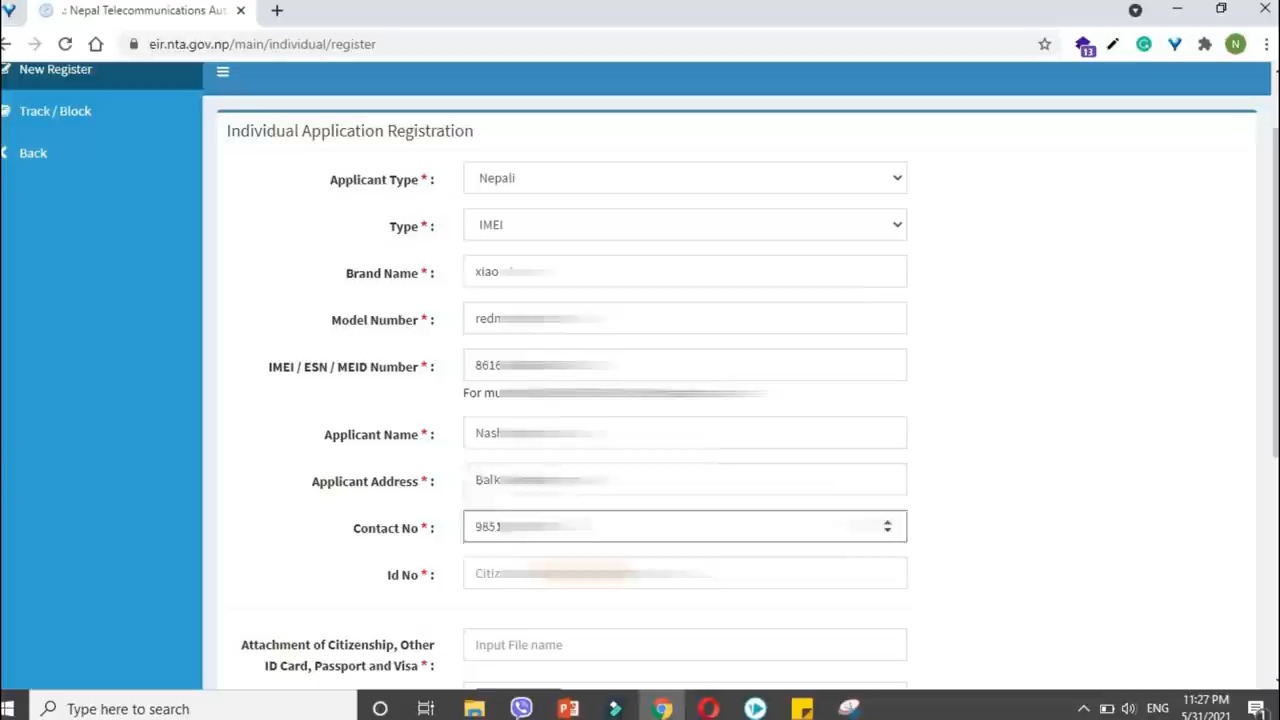 .: Nepal Telecommunications Aut
eir.nta.gov.np/main/individual/register
13
N
New Register
Track / Block
Back
Individual Application Registration
Applicant Type * :
Nepali
Type * :
IMEI
Brand Name * :
xiao
Model Number * :
redn
IMEI / ESN / MEID Number * :
8616
For mu
Applicant Name * :
Nash
Applicant Address * :
Balk
Contact No * :
9851
Id No * :
Citiz
Attachment of Citizenship, Other
ID Card, Passport and Visa * :
Input File name
Type here to search
ENG
11:27 PM
5/31/2021